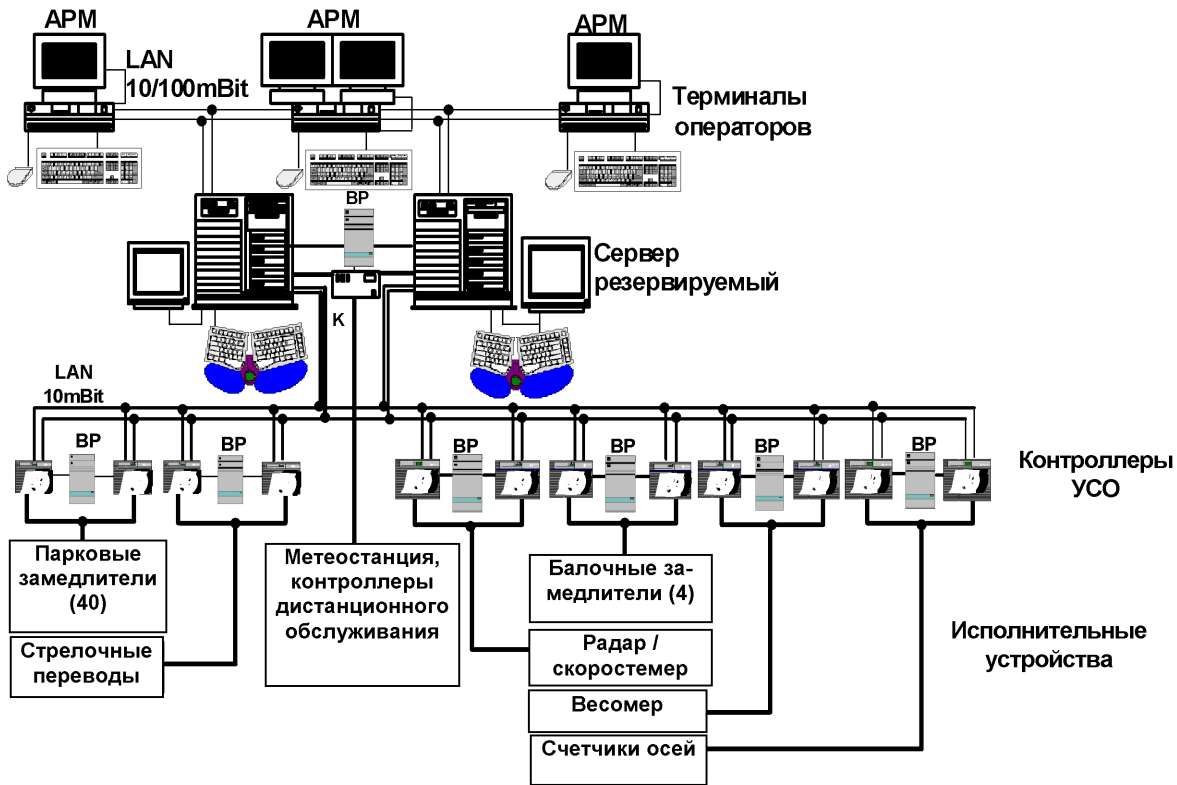 АРМ
АРМ
АРМ
LAN
10/100mBit
Терминалы
операторов
ВР
Сервер
резервируемый
К
LAN
10mBit
ВР
ВР
ВР
ВР
ВР
ВР
Контроллеры
УСО
Парковые
замедлители
(40)
Стрелочные
переводы
Метеостанция,
контроллеры
дистанционного
обслуживания
Балочные за-
медлители (4)
Радар /
скоростемер
Весомер
Счетчики осей
Исполнительные
устройства